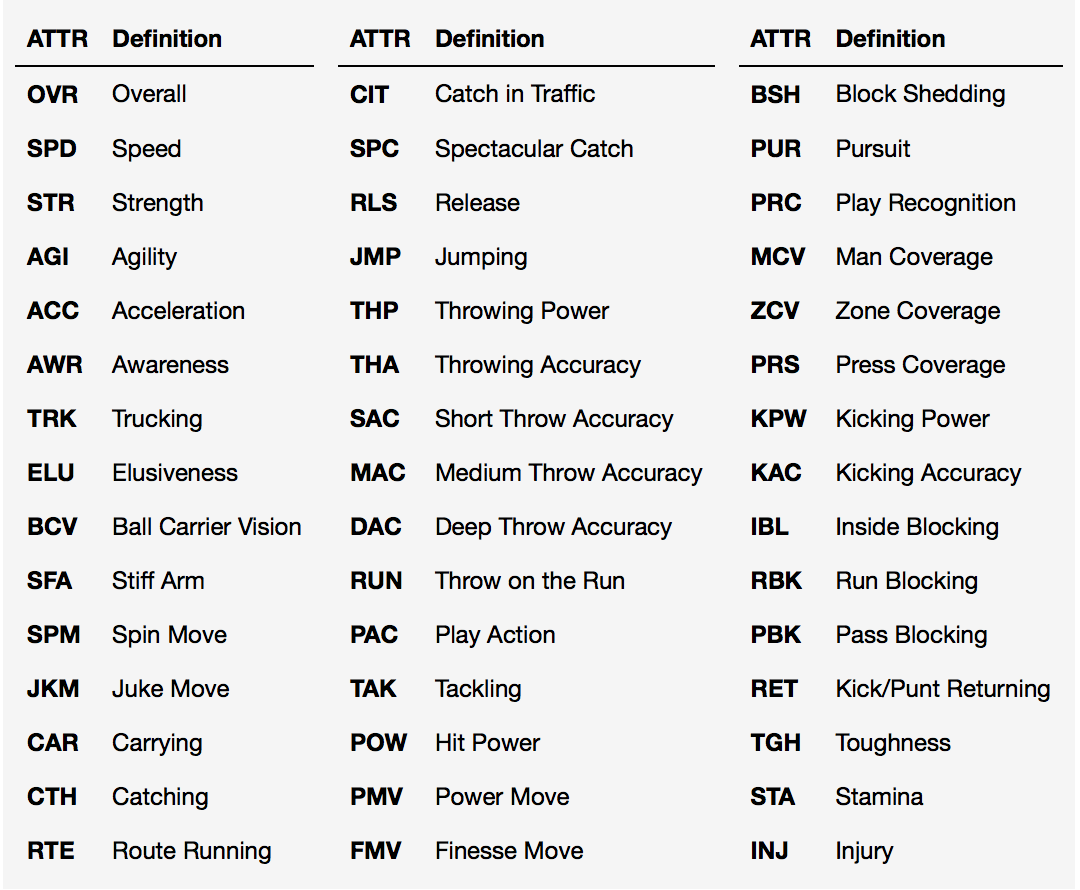 ATTR Definition ATTR Definition ATTR Definition
OVR Overall CIT Catch in Traffic BSH Block Shedding
SPD Speed SPC Spectacular Catch PUR Pursuit
STR Strength RLS Release PRC Play Recognition
AGI Agility JMP Jumping MCV Man Coverage
ACC Acceleration THP Throwing Power ZCV Zone Coverage
AWR Awareness THA Throwing Accuracy PRS Press Coverage
TRK Trucking SAC Short Throw Accuracy KPW Kicking Power
ELU Elusiveness MAC Medium Throw Accuracy KAC Kicking Accuracy
BCV Ball Carrier Vision DAC Deep Throw Accuracy IBL Inside Blocking
SFA Stiff Arm RUN Throw on the Run RBK Run Blocking
SPM Spin Move PAC Play Action PBK Pass Blocking
JKM Juke Move TAK Tackling RET Kick/Punt Returning
CAR Carrying POW Hit Power TGH Toughness
CTH Catching PMV Power Move STA Stamina
RTE Route Running FMV Finesse Move INJ Injury